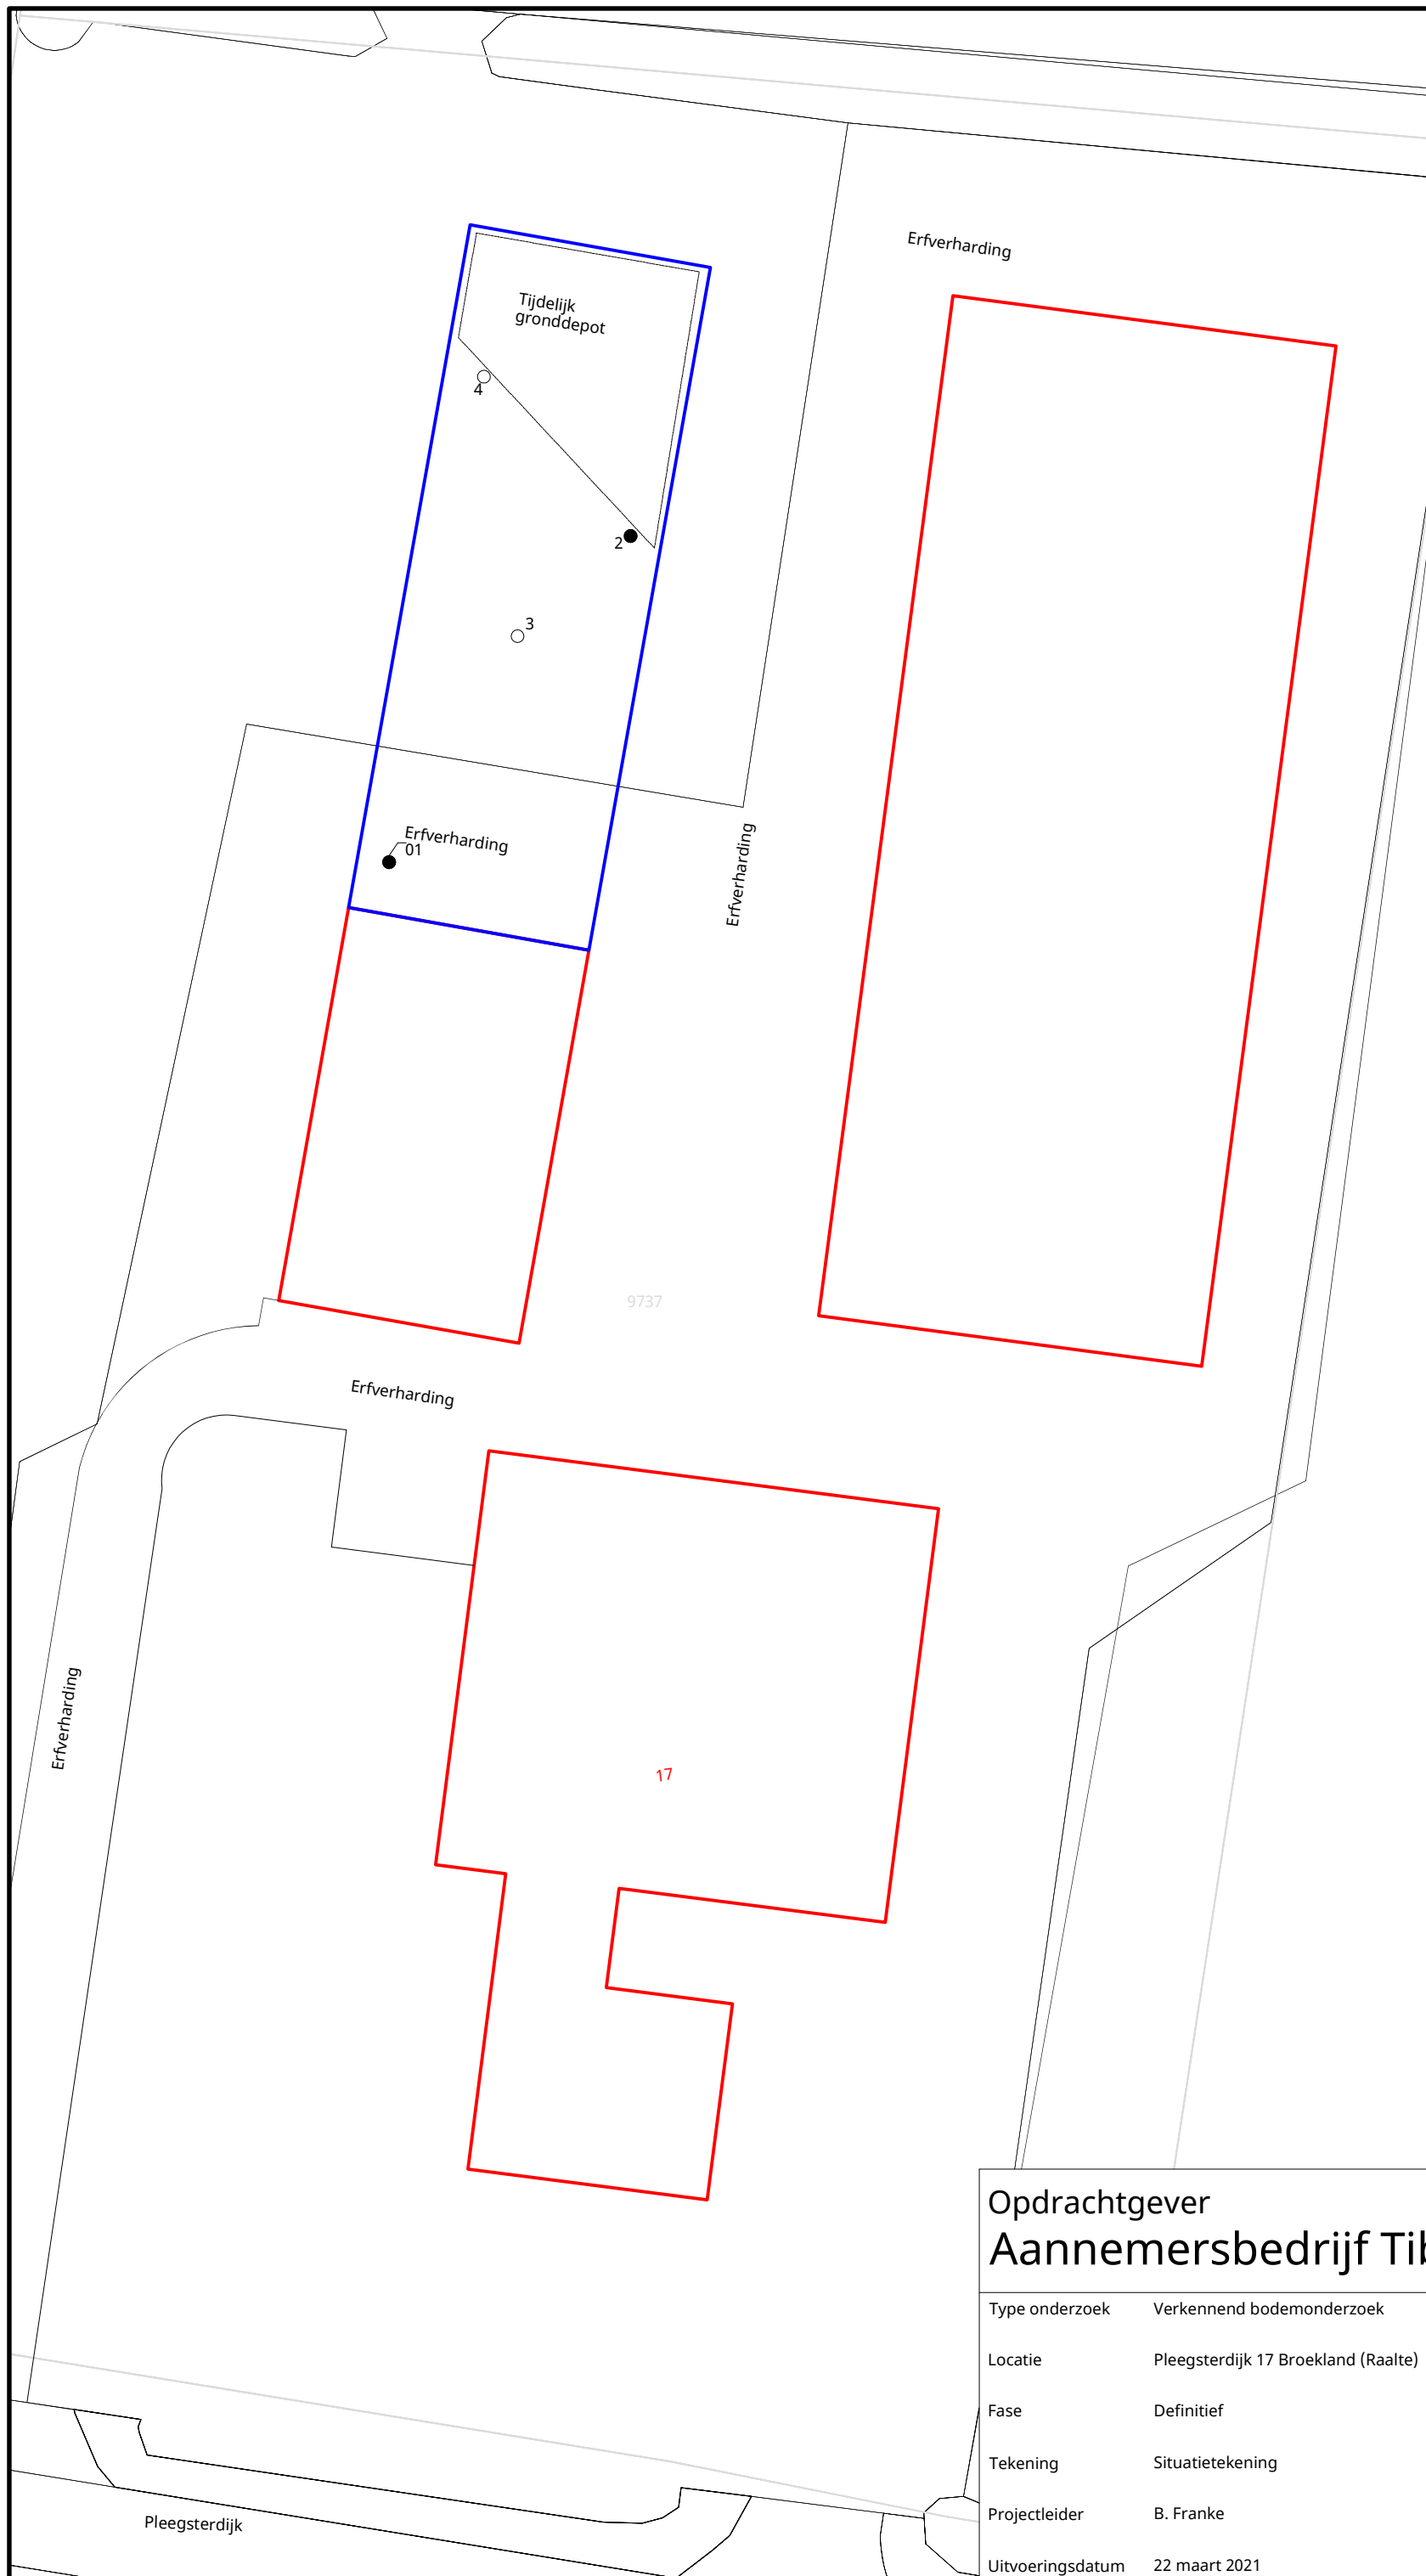 Erfverharding
Tijdelijk
gronddepot
4
2
3
Erfverharding
01
Erfverharding
9737
Erfverharding
Erfverharding
17
Opdrachtgever
Aannemersbedrijf
Type onderzoek Verkennend bodemonderzoek
Locatie Pleegsterdijk 17 Broekland (Raalte)
Fase Definitief
Tekening Situatietekening
Projectleider B. Franke
Pleegsterdijk
Uitvoeringsdatum 22 maart 2021